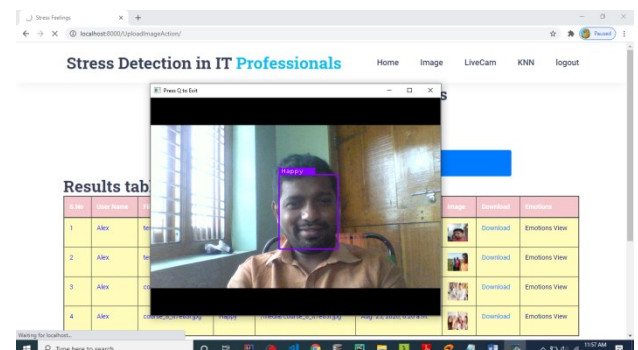 Stress Feelings
localhost:8000/UploadImageAction/
Paused
Stress Detection in IT Professionals
Home Image LiveCam KNN logout
Press Q to Exit
Happy
Results tabl
S.No User Name Image Download Emotions
1 Alex Download Emotions View
2 Alex Download Emotions View
3 Alex Download Emotions View
4 Alex Happy Download Emotions View
Waiting for localhost...
Type here to search
11:57 AM